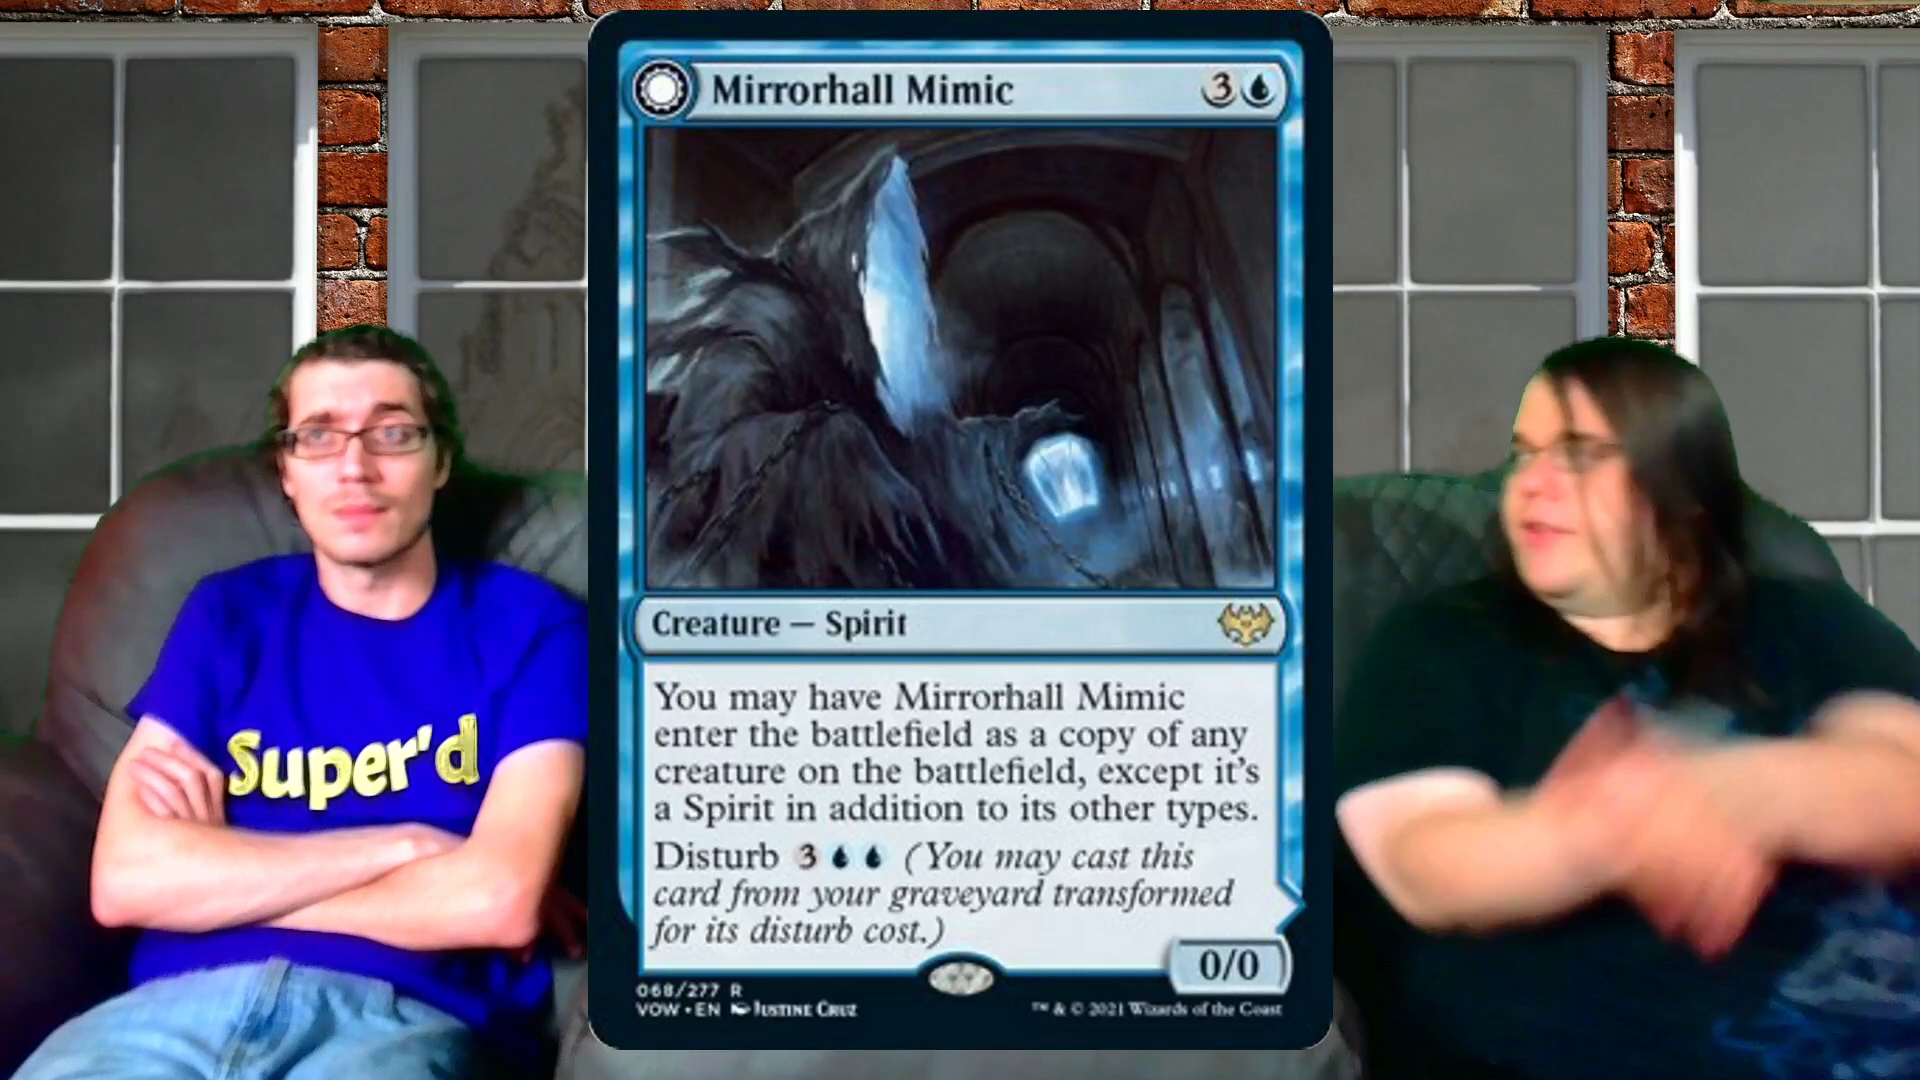 Mirrorhall Mimic 3
Super'd
Creature — Spirit
You may have Mirrorhall Mimic
enter the battlefield as a copy of any
creature on the battlefield, except it's
a Spirit in addition to its other types.
Disturb 3 (You may cast this
card from your graveyard transformed
for its disturb cost.)
0/0
068/277 R
VOW • EN Justine Cruz
™ & © 2021 Wizards of the Coast